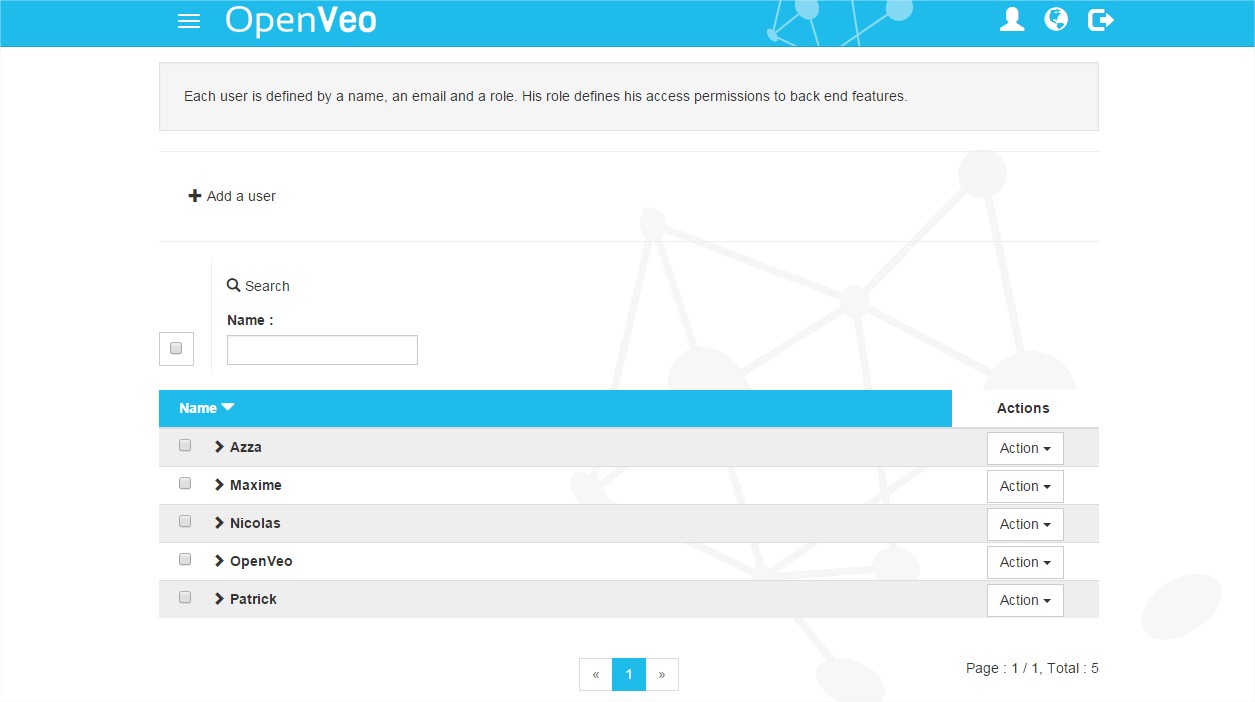 OpenVeo
Each user is defined by a name, an email and a role. His role defines his access permissions to back end features.
Add a user
Search
Name :
Name Actions
Azza Action
Maxime Action
Nicolas Action
OpenVeo Action
Patrick Action
« 1 » Page : 1 / 1, Total : 5